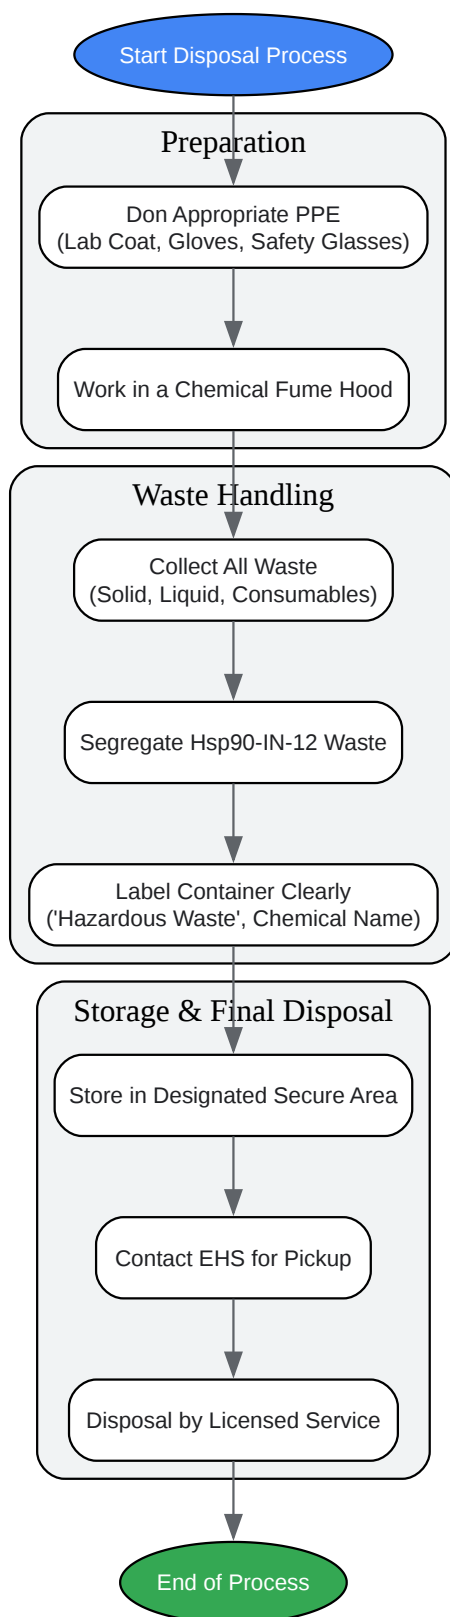 Start Disposal Process
Preparation
Don Appropriate PPE
(Lab Coat, Gloves, Safety Glasses)
Work in a Chemical Fume Hood
Waste Handling
Collect All Waste
(Solid, Liquid, Consumables)
Segregate Hsp90-IN-12 Waste
Label Container Clearly
('Hazardous Waste', Chemical Name)
Storage & Final Disposal
Store in Designated Secure Area
Contact EHS for Pickup
Disposal by Licensed Service
End of Process